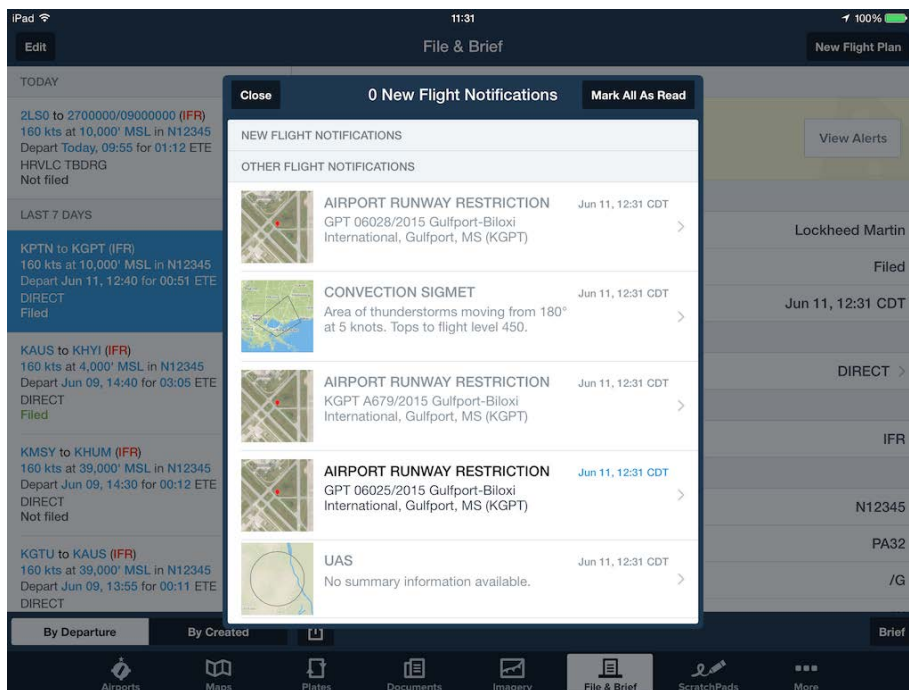 iPad 11:31 100%
Edit File & Brief New Flight Plan
TODAY
2LS0 to 2700000/09000000 (IFR)
160 kts at 10,000' MSL in N12345
Depart Today, 09:55 for 01:12 ETE
HRVLC TBDRG
Not filed
LAST 7 DAYS
KPTN to KGPT (IFR)
160 kts at 10,000' MSL in N12345
Depart Jun 11, 12:40 for 00:51 ETE
DIRECT
Filed
KAUS to KHYI (IFR)
160 kts at 4,000' MSL in N12345
Depart Jun 09, 14:40 for 03:05 ETE
DIRECT
Filed
KMSY to KHUM (IFR)
160 kts at 39,000' MSL in N12345
Depart Jun 09, 14:30 for 00:12 ETE
DIRECT
Not filed
KGTU to KAUS (IFR)
160 kts at 39,000' MSL in N12345
Depart Jun 09, 13:55 for 00:11 ETE
DIRECT
Close 0 New Flight Notifications Mark All As Read
NEW FLIGHT NOTIFICATIONS
OTHER FLIGHT NOTIFICATIONS
AIRPORT RUNWAY RESTRICTION Jun 11, 12:31 CDT
GPT 06028/2015 Gulfport-Biloxi
International, Gulfport, MS (KGPT)
CONVECTION SIGMET Jun 11, 12:31 CDT
Area of thunderstorms moving from 180°
at 5 knots. Tops to flight level 450.
AIRPORT RUNWAY RESTRICTION Jun 11, 12:31 CDT
KGPT A679/2015 Gulfport-Biloxi
International, Gulfport, MS (KGPT)
AIRPORT RUNWAY RESTRICTION Jun 11, 12:31 CDT
GPT 06025/2015 Gulfport-Biloxi
International, Gulfport, MS (KGPT)
UAS Jun 11, 12:31 CDT
No summary information available.
View Alerts
Lockheed Martin
Filed
Jun 11, 12:31 CDT
DIRECT
IFR
N12345
PA32
/G
By Departure By Created Brief
Airports Maps Plates Documents Imagery File & Brief ScratchPads More